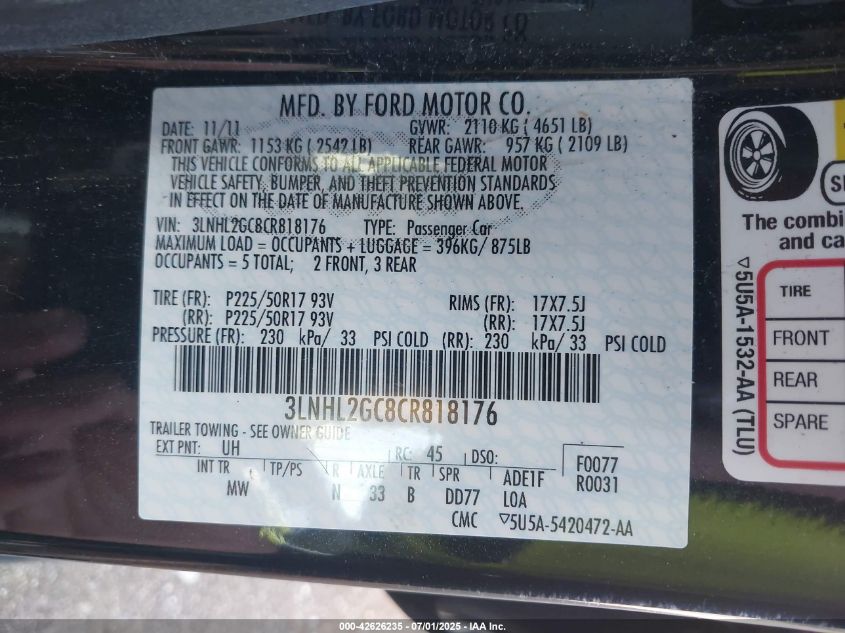 MFD. BY FORD MOTOR CO.
DATE: 11/11 GVWR: 2110 KG ( 4651 LB)
FRONT GAWR: 1153 KG ( 2542 LB) REAR GAWR: 957 KG ( 2109 LB)
THIS VEHICLE CONFORMS TO ALL APPLICABLE FEDERAL MOTOR
VEHICLE SAFETY, BUMPER, AND THEFT PREVENTION STANDARDS
IN EFFECT ON THE DATE OF MANUFACTURE SHOWN ABOVE.
VIN: 3LNHL2GC8CR818176 TYPE: Passenger Car
MAXIMUM LOAD = OCCUPANTS + LUGGAGE = 396KG/ 875LB
OCCUPANTS = 5 TOTAL; 2 FRONT, 3 REAR
TIRE (FR): P225/50R17 93V RIMS (FR): 17X7.5J
(RR): P225/50R17 93V (RR): 17X7.5J
PRESSURE (FR): 230 kPa/ 33 PSI COLD (RR): 230 kPa/ 33 PSI COLD
3LNHL2GC8CR818176
TRAILER TOWING - SEE OWNER GUIDE
EXT PNT: UH RC: 45 DSO: F0077
INT TR TP/PS R AXLE TR SPR ADE1F R0031
MW N 33 B DD77 LOA
CMC ▽5U5A-5420472-AA
The combi
and ca
▽5U5A-1532-AA (TLU)
TIRE
FRONT
REAR
SPARE
000-42626235 - 07/01/2025 - IAA Inc.